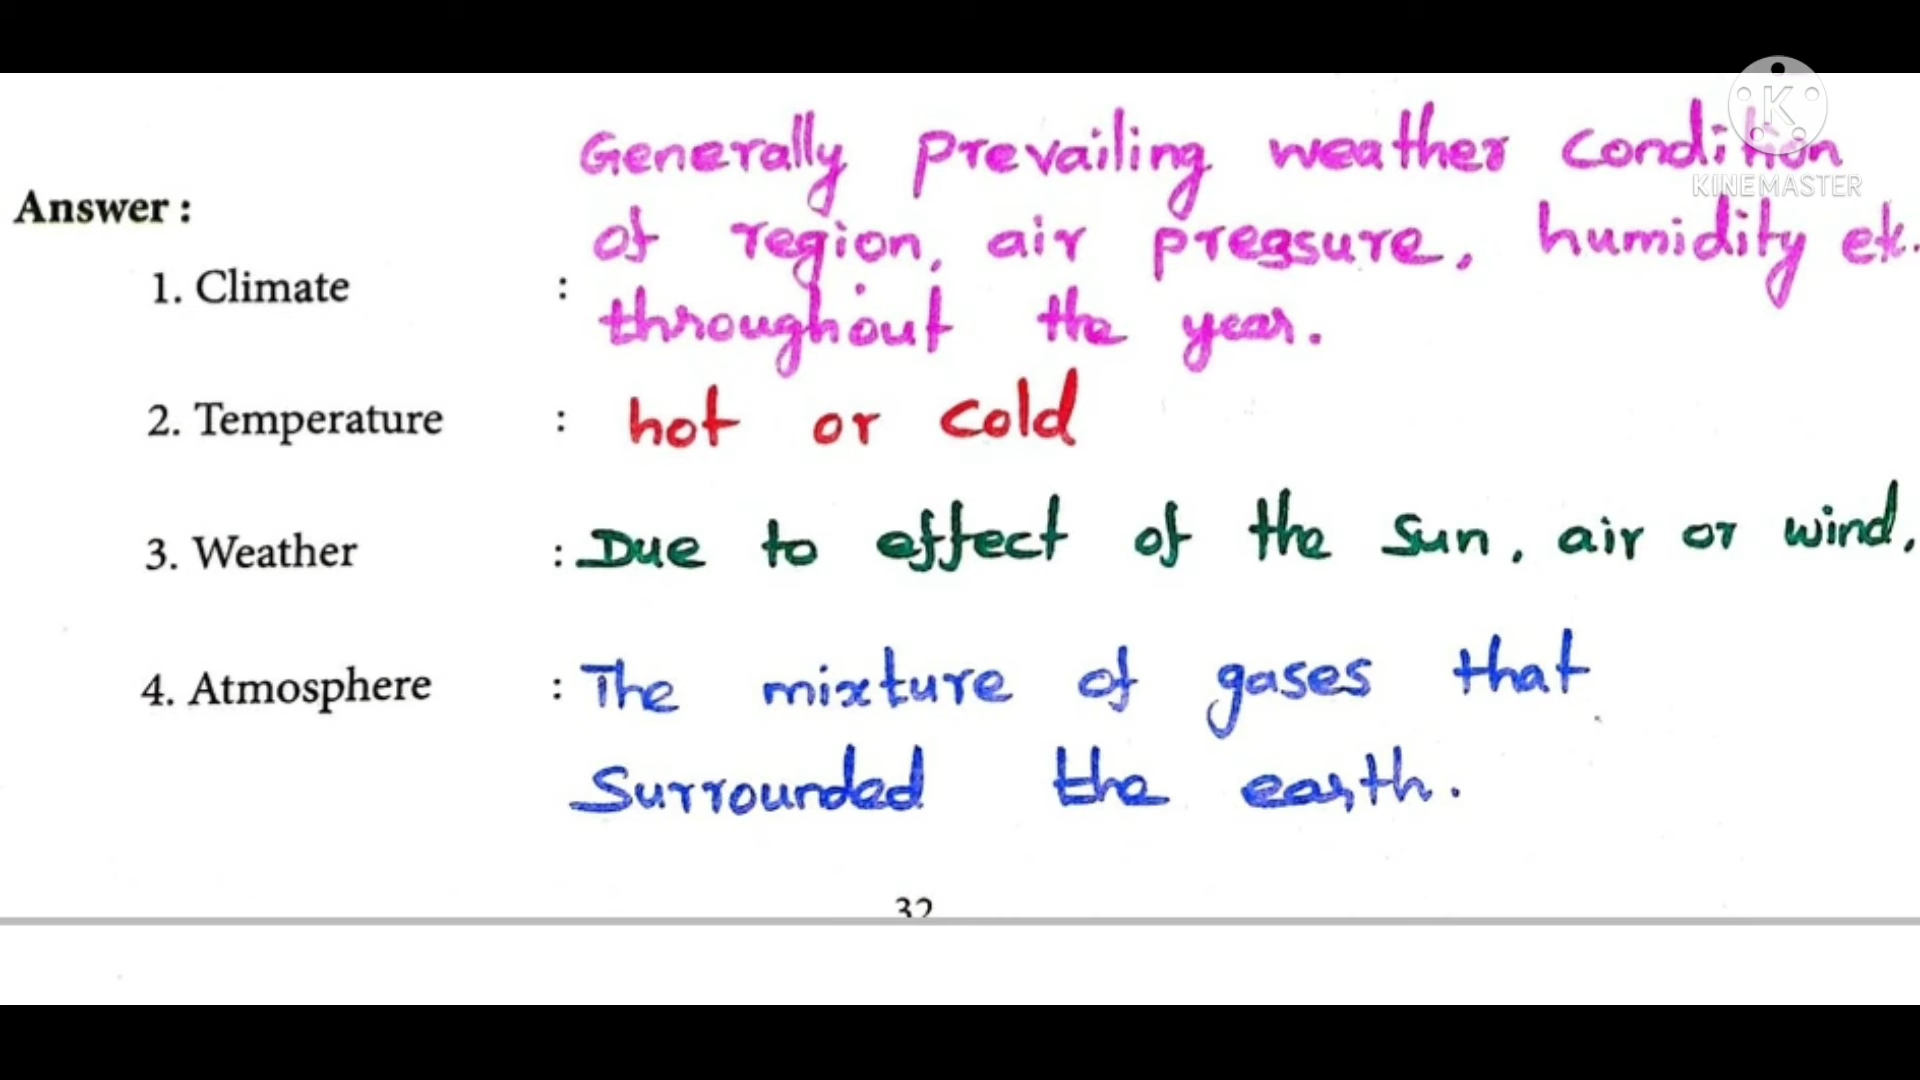 Generally prevailing weather condition
KINEMASTER
Answer :
of region, air pressure, humidity etc.
1. Climate :
throughout the year.
2. Temperature : hot or cold
3. Weather : Due to effect of the sun, air or wind,
4. Atmosphere : The mixture of gases that
Surrounded the earth.
32